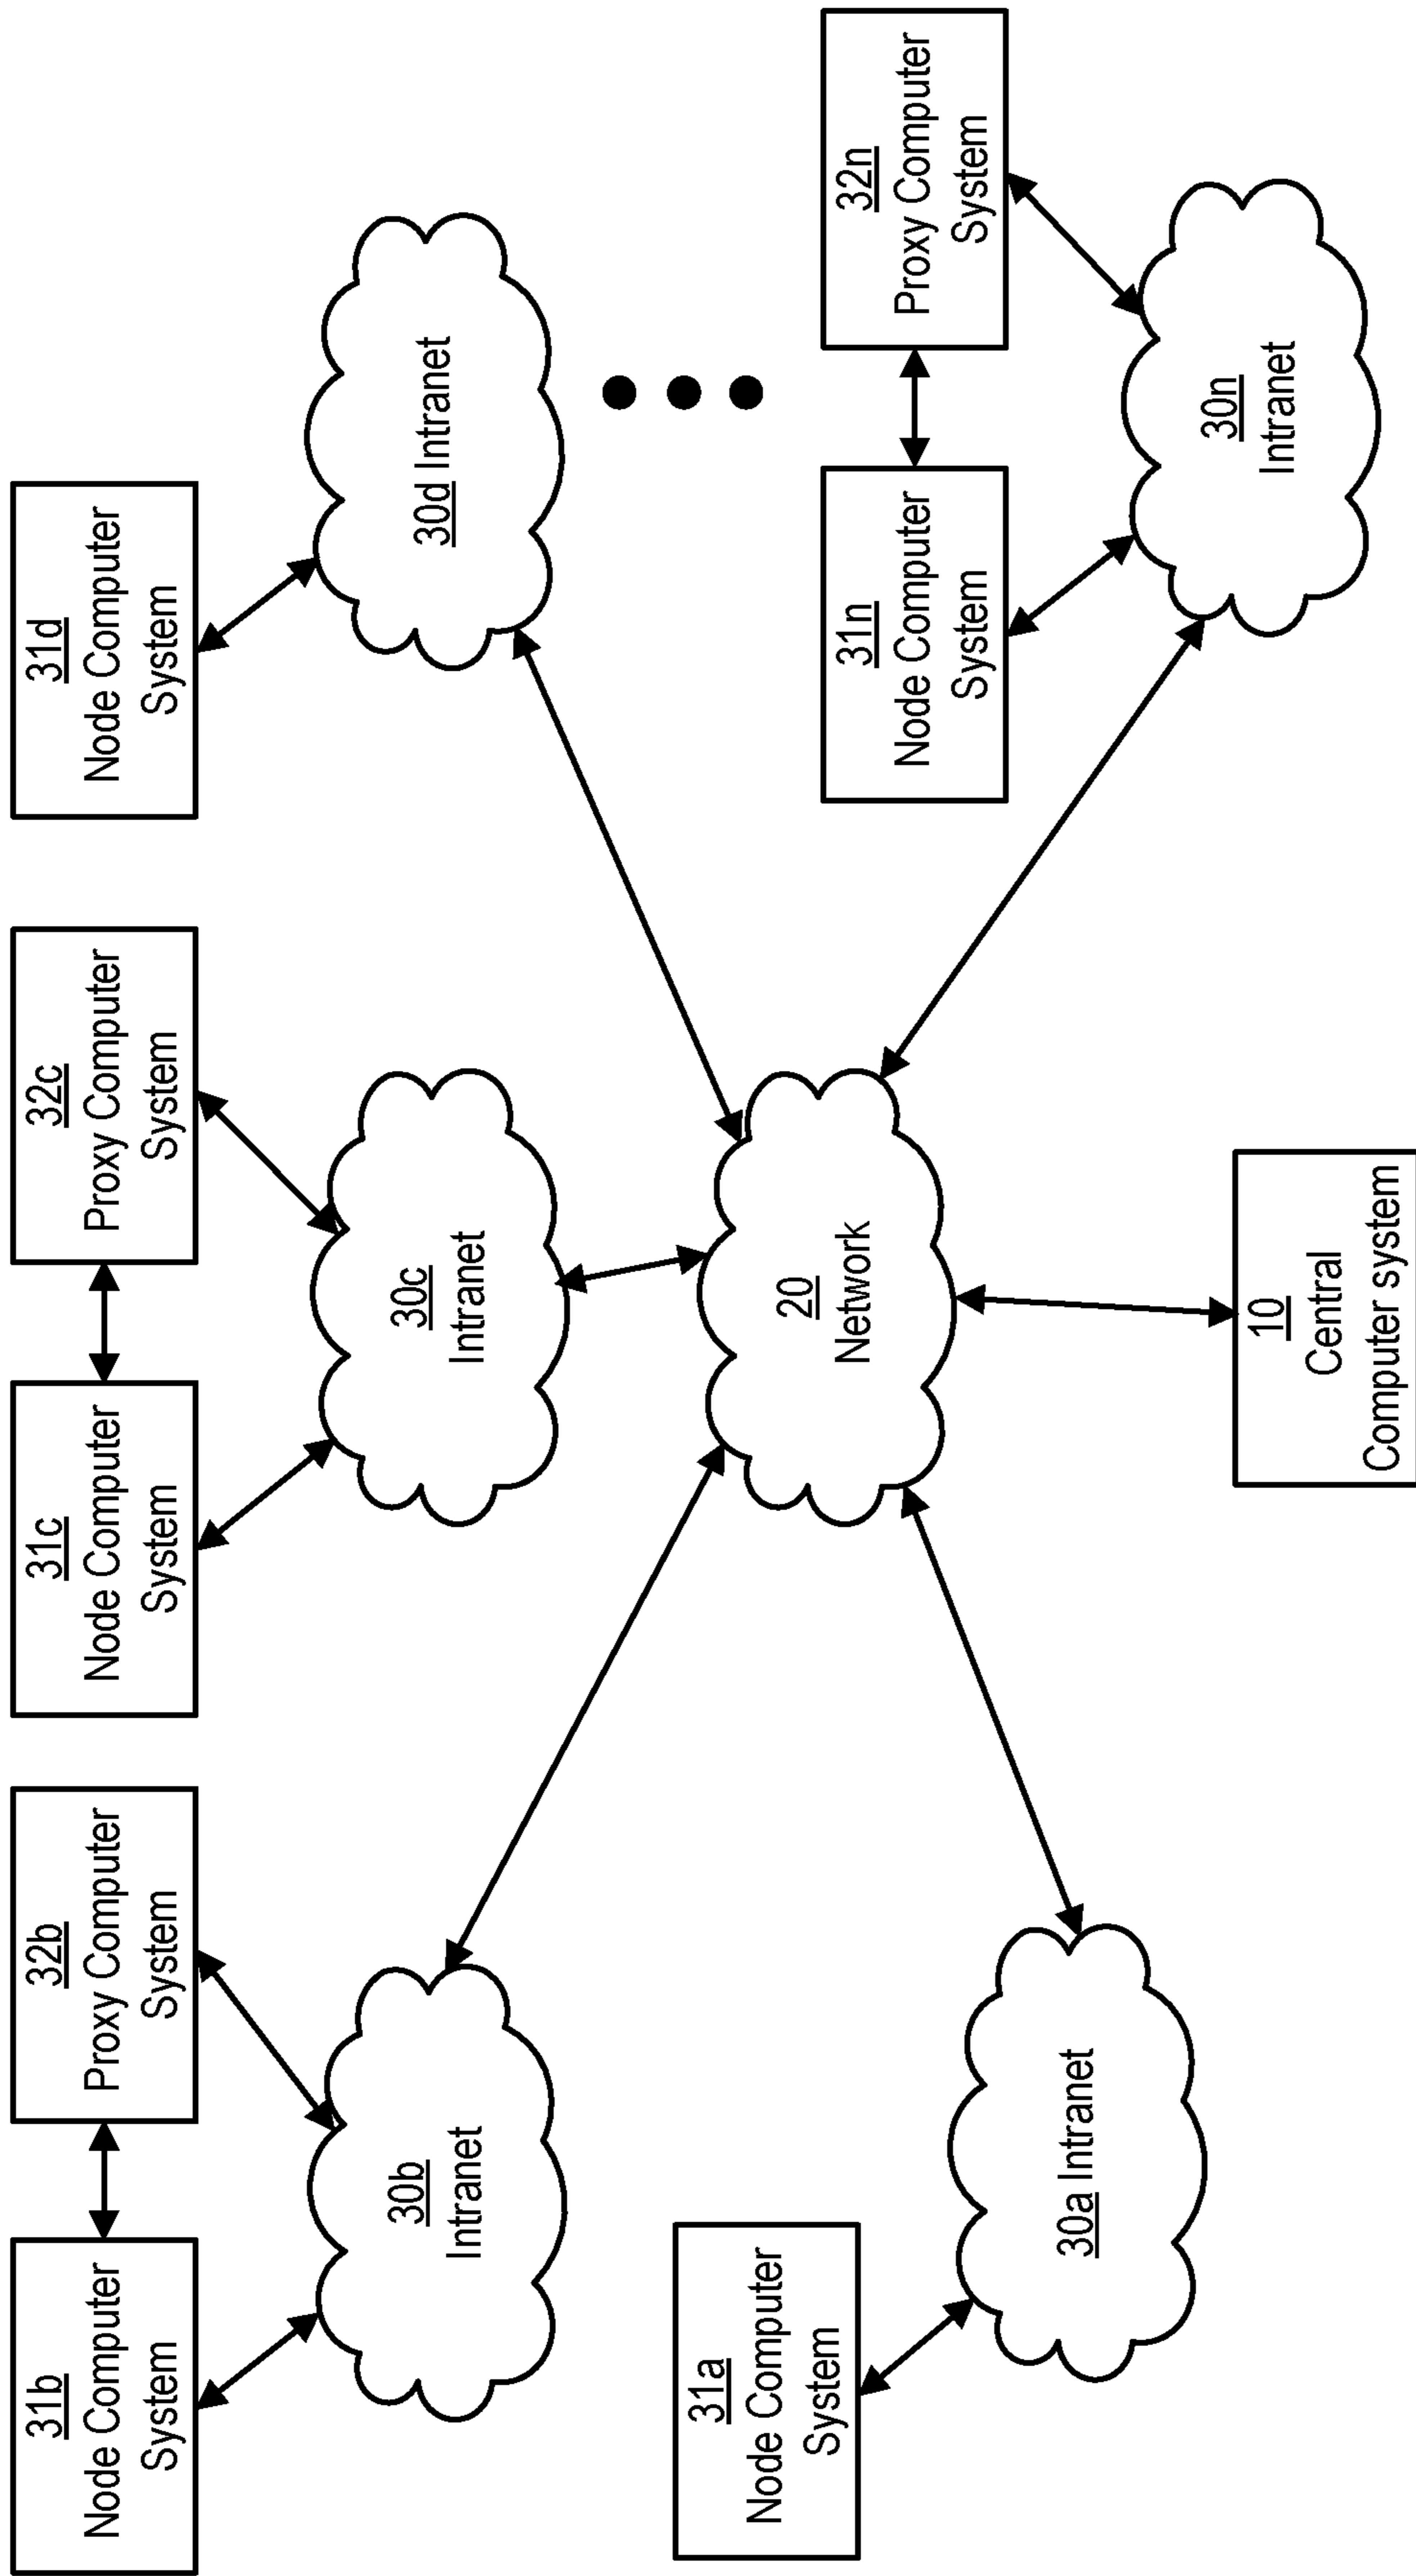 31b
Node Computer
System
32b
Proxy Computer
System
31c
Node Computer
System
32c
Proxy Computer
System
31d
Node Computer
System
30b
Intranet
30c
Intranet
30d Intranet
31a
Node Computer
System
20
Network
31n
Node Computer
System
32n
Proxy Computer
System
30a Intranet
10
Central
Computer system
30n
Intranet